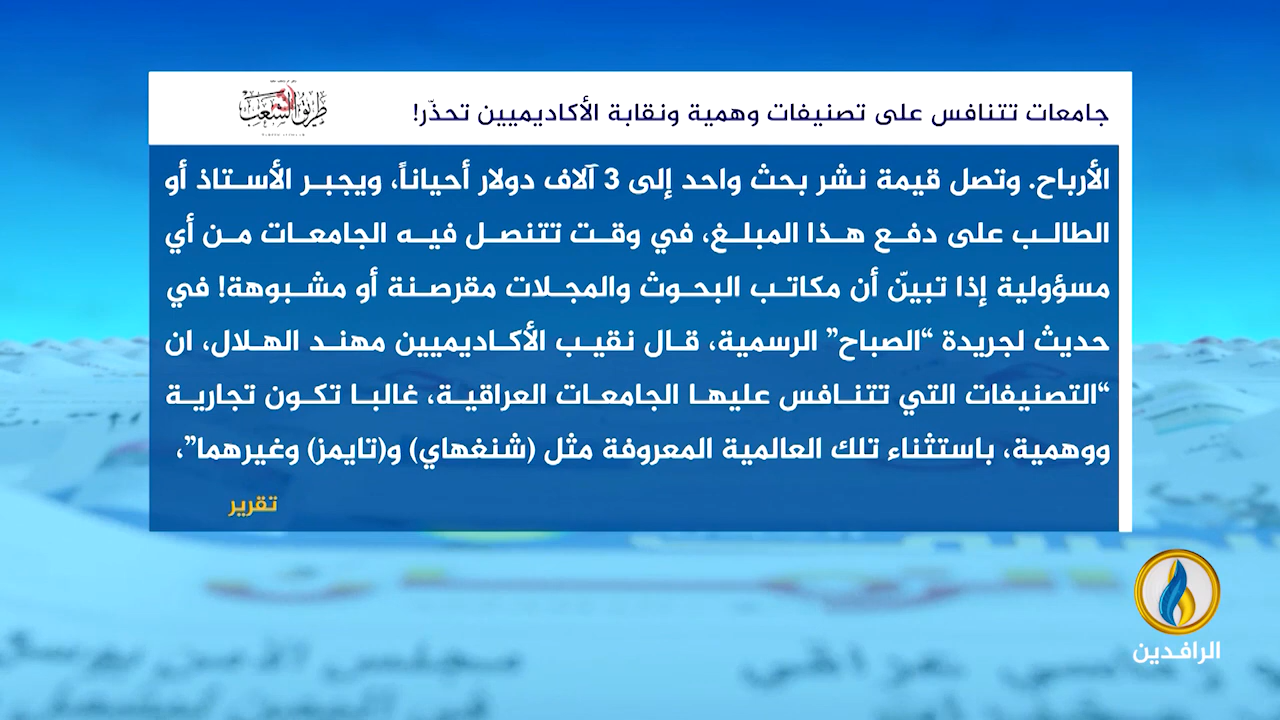 جامعات تتنافس على تصنيفات وهمية ونقابة الأكاديميين تحذّر!
طريق الشعب
الأرباح. وتصل قيمة نشر بحث واحد إلى 3 آلاف دولار أحياناً، ويجبر الأستاذ أو
الطالب على دفع هذا المبلغ، في وقت تتنصل فيه الجامعات من أي
مسؤولية إذا تبينّ أن مكاتب البحوث والمجلات مقرصنة أو مشبوهة! في
حديث لجريدة “الصباح” الرسمية، قال نقيب الأكاديميين مهند الهلال، ان
“التصنيفات التي تتنافس عليها الجامعات العراقية، غالبا تكون تجارية
ووهمية، باستثناء تلك العالمية المعروفة مثل (شنغهاي) و(تايمز) وغيرهما”،
تقرير
الرافدين
مجلس الأمن